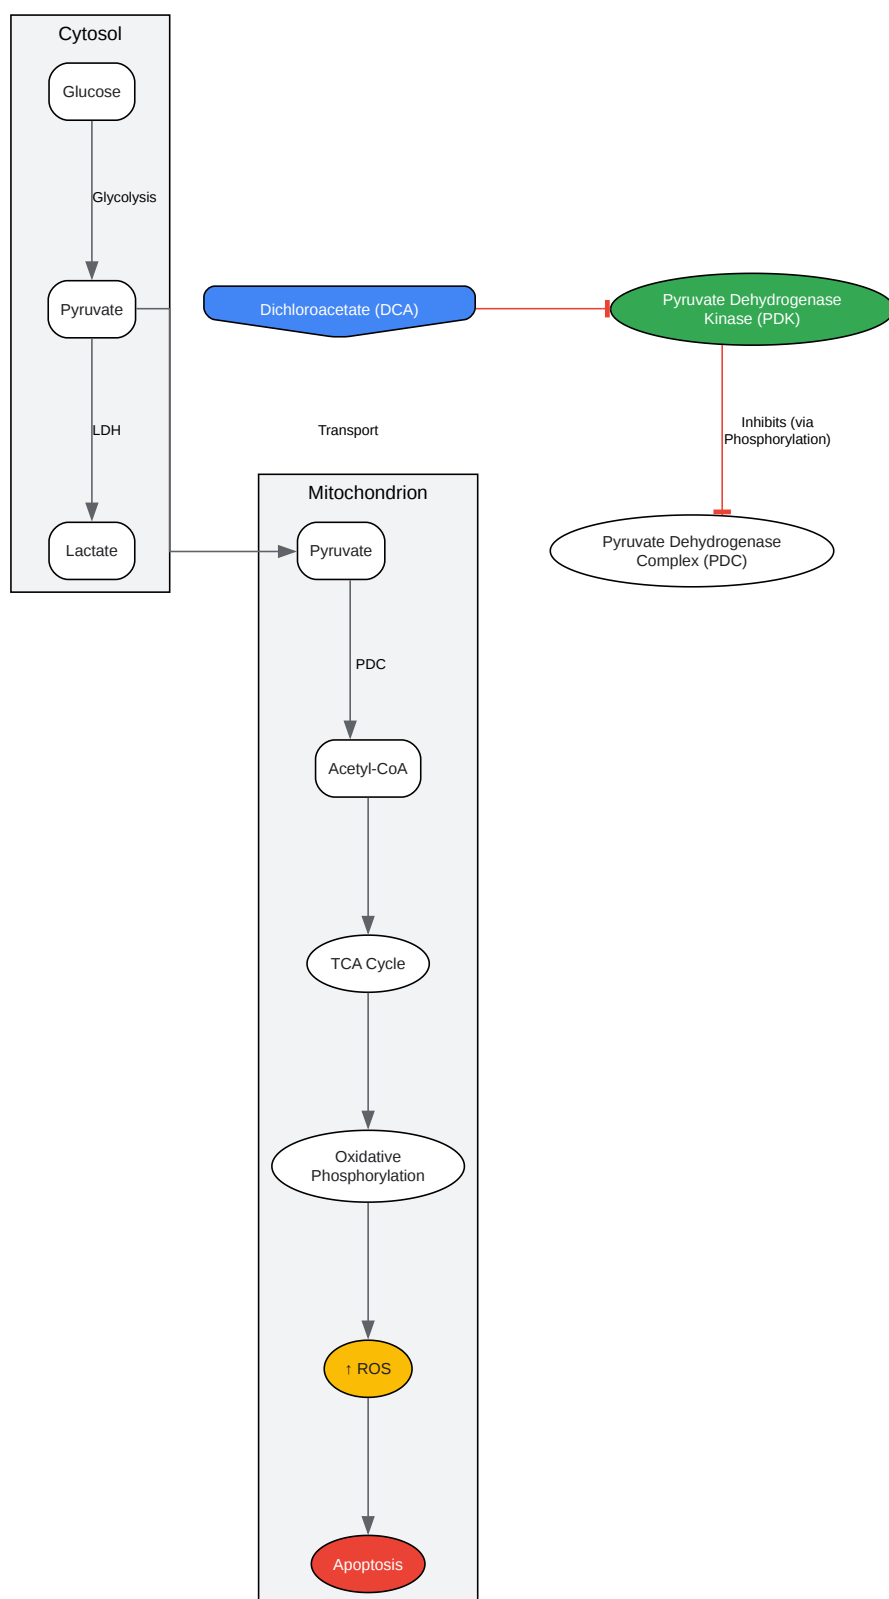 Cytosol
Glucose
Glycolysis
Pyruvate
Dichloroacetate (DCA)
Pyruvate Dehydrogenase
Kinase (PDK)
LDH
Transport
Inhibits (via
Phosphorylation)
Mitochondrion
Lactate
Pyruvate
Pyruvate Dehydrogenase
Complex (PDC)
PDC
Acetyl-CoA
TCA Cycle
Oxidative
Phosphorylation
↑ ROS
Apoptosis